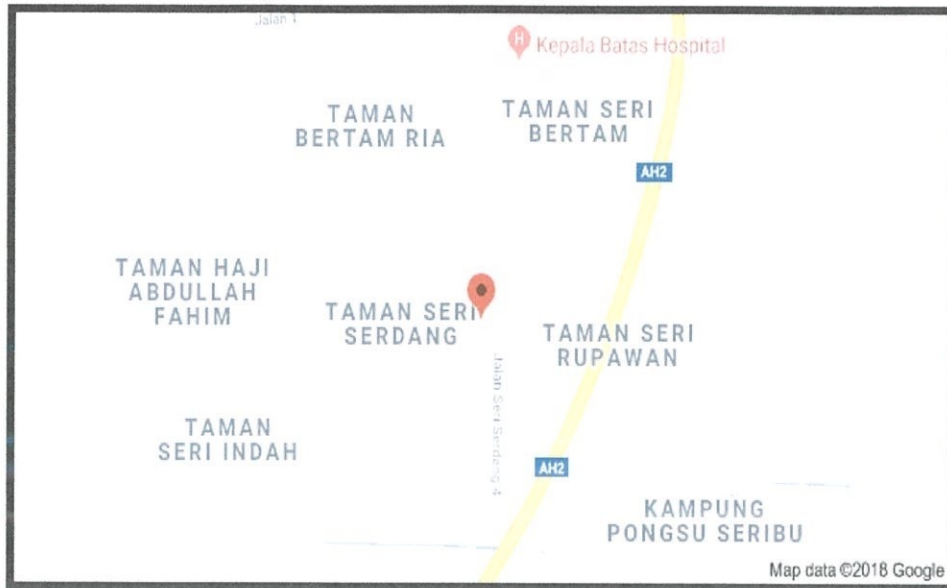 Jalan 1
Kepala Batas Hospital
TAMAN
BERTAM RIA
TAMAN SERI
BERTAM
AH2
TAMAN HAJI
ABDULLAH
FAHIM
TAMAN SERI
SERDANG
TAMAN SERI
RUPAWAN
Jalan Seri Serdang 4
TAMAN
SERI INDAH
AH2
KAMPUNG
PONGSU SERIBU
Map data ©2018 Google